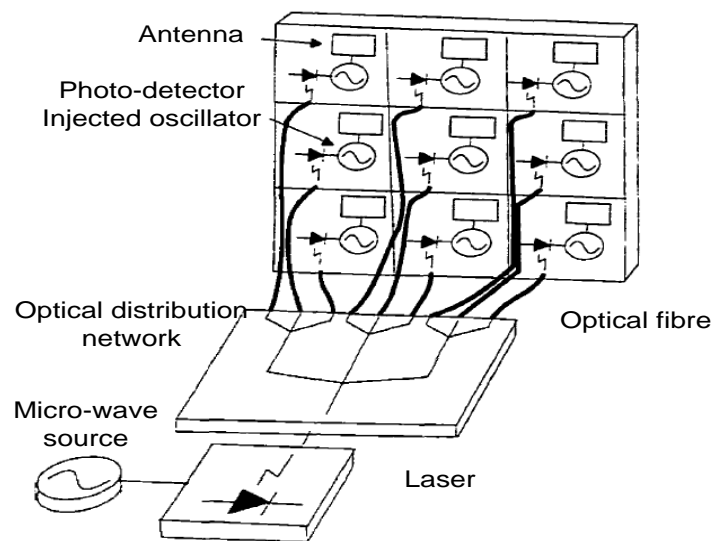 Antenna
Photo-detector
Injected oscillator
Optical distribution
network
Optical fibre
Micro-wave
source
Laser